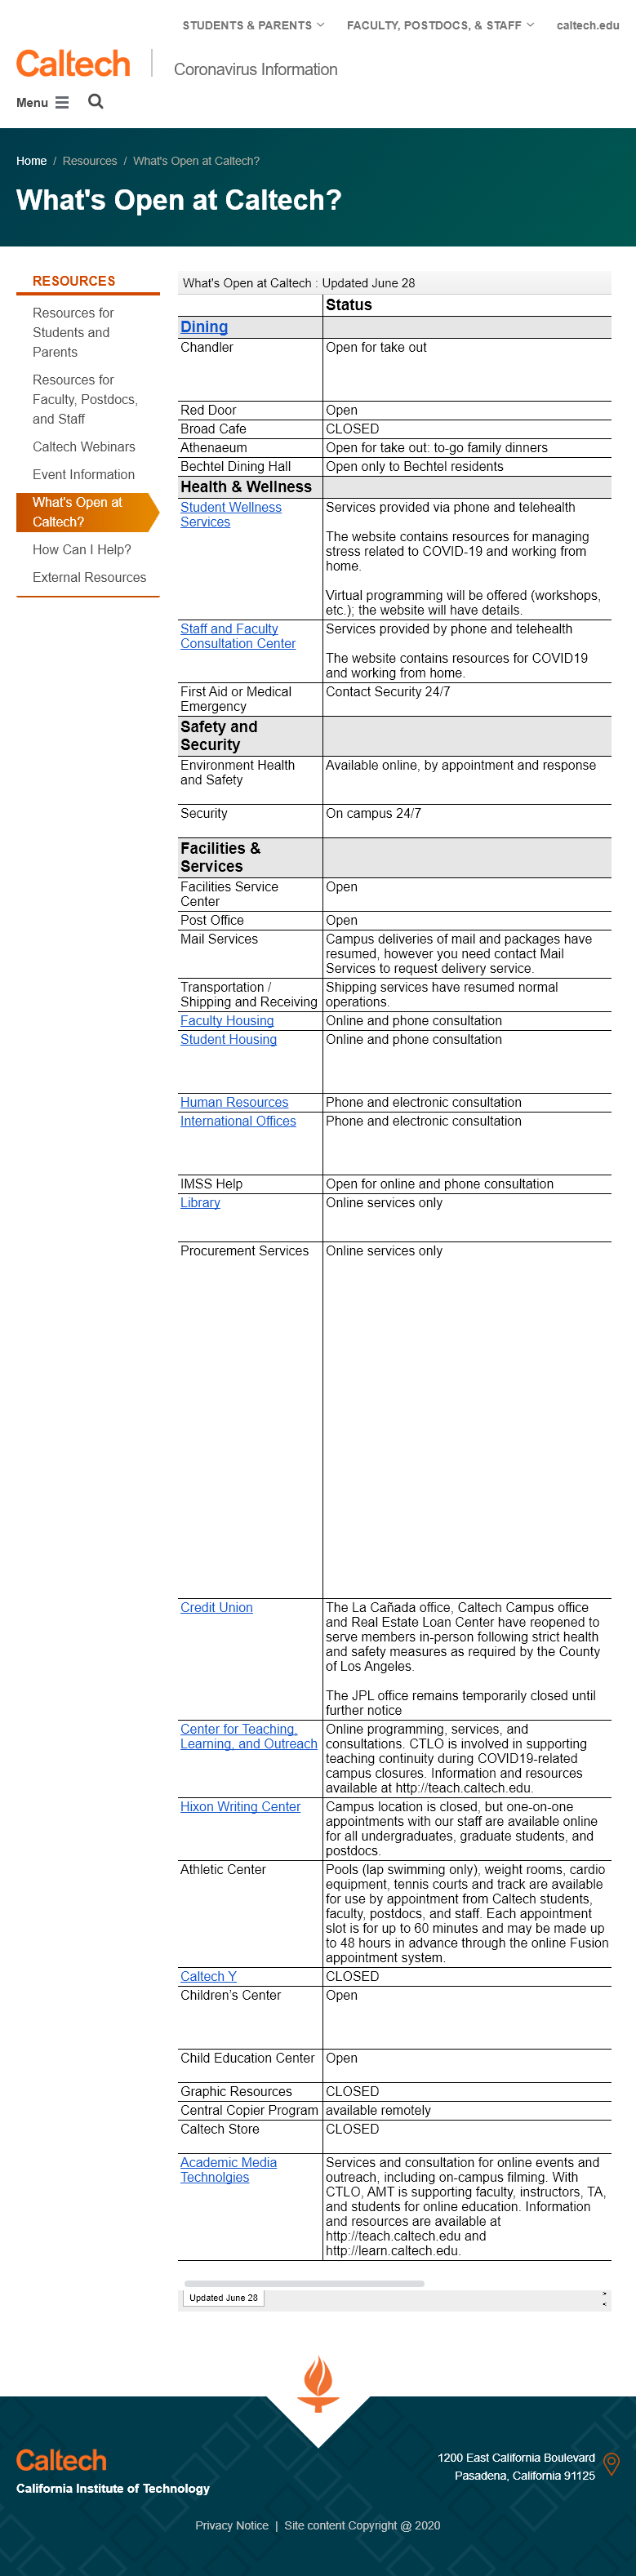 STUDENTS & PARENTS FACULTY, POSTDOCS, & STAFF caltech.edu
Caltech Coronavirus Information
Menu
Home / Resources / What's Open at Caltech?
What's Open at Caltech?
RESOURCES
Resources for
Students and
Parents
Resources for
Faculty, Postdocs,
and Staff
Caltech Webinars
Event Information
What's Open at
Caltech?
How Can I Help?
External Resources
What's Open at Caltech : Updated June 28
Status
Dining
Chandler Open for take out
Red Door Open
Broad Cafe CLOSED
Athenaeum Open for take out: to-go family dinners
Bechtel Dining Hall Open only to Bechtel residents
Health & Wellness
Student Wellness
Services
Services provided via phone and telehealth
The website contains resources for managing
stress related to COVID-19 and working from
home.
Virtual programming will be offered (workshops,
etc.); the website will have details.
Staff and Faculty
Consultation Center
Services provided by phone and telehealth
The website contains resources for COVID19
and working from home.
First Aid or Medical
Emergency
Contact Security 24/7
Safety and
Security
Environment Health
and Safety
Available online, by appointment and response
Security On campus 24/7
Facilities &
Services
Facilities Service
Center
Open
Post Office Open
Mail Services
Campus deliveries of mail and packages have
resumed, however you need contact Mail
Services to request delivery service.
Transportation /
Shipping and Receiving
Shipping services have resumed normal
operations.
Faculty Housing Online and phone consultation
Student Housing Online and phone consultation
Human Resources Phone and electronic consultation
International Offices Phone and electronic consultation
IMSS Help Open for online and phone consultation
Library Online services only
Procurement Services Online services only
Credit Union
The La Cañada office, Caltech Campus office
and Real Estate Loan Center have reopened to
serve members in-person following strict health
and safety measures as required by the County
of Los Angeles.
The JPL office remains temporarily closed until
further notice
Center for Teaching,
Learning, and Outreach
Online programming, services, and
consultations. CTLO is involved in supporting
teaching continuity during COVID19-related
campus closures. Information and resources
available at http://teach.caltech.edu.
Hixon Writing Center
Campus location is closed, but one-on-one
appointments with our staff are available online
for all undergraduates, graduate students, and
postdocs.
Athletic Center
Pools (lap swimming only), weight rooms, cardio
equipment, tennis courts and track are available
for use by appointment from Caltech students,
faculty, postdocs, and staff. Each appointment
slot is for up to 60 minutes and may be made up
to 48 hours in advance through the online Fusion
appointment system.
Caltech Y CLOSED
Children's Center Open
Child Education Center Open
Graphic Resources CLOSED
Central Copier Program available remotely
Caltech Store CLOSED
Academic Media
Technolgies
Services and consultation for online events and
outreach, including on-campus filming. With
CTLO, AMT is supporting faculty, instructors, TA,
and students for online education. Information
and resources are available at
http://teach.caltech.edu and
http://learn.caltech.edu.
Updated June 28
Caltech
California Institute of Technology
1200 East California Boulevard
Pasadena, California 91125
Privacy Notice | Site content Copyright @ 2020